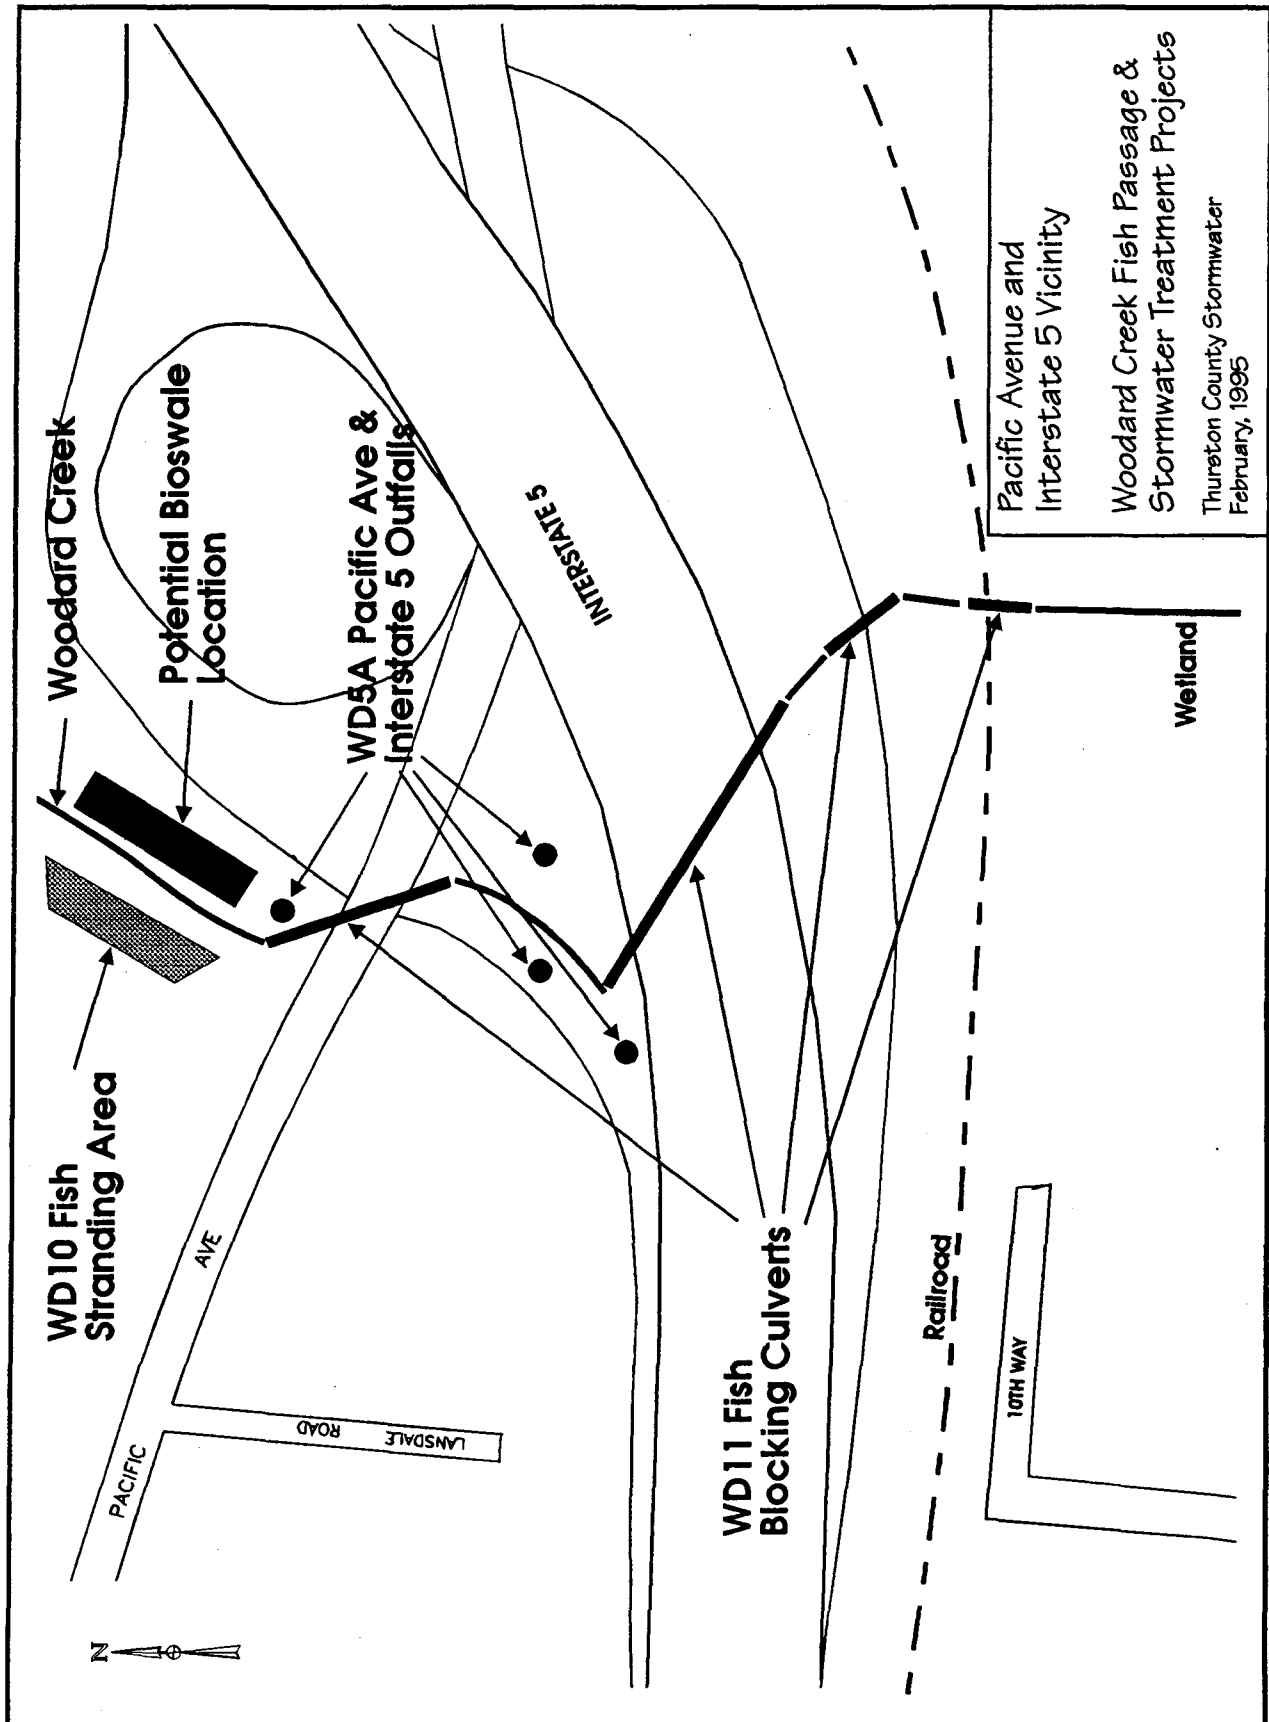 WD10 Fish
Stranding Area
Woodard Creek
Potential Bioswale
Location
WD5A Pacific Ave &
Interstate 5 Outfalls
INTERSTATE 5
PACIFIC
AVE
LANSDALE
ROAD
WD11 Fish
Blocking Culverts
Railroad
10TH WAY
Wetland
N
Pacific Avenue and
Interstate 5 Vicinity
Woodard Creek Fish Passage &
Stormwater Treatment Projects
Thurston County Stormwater
February, 1995